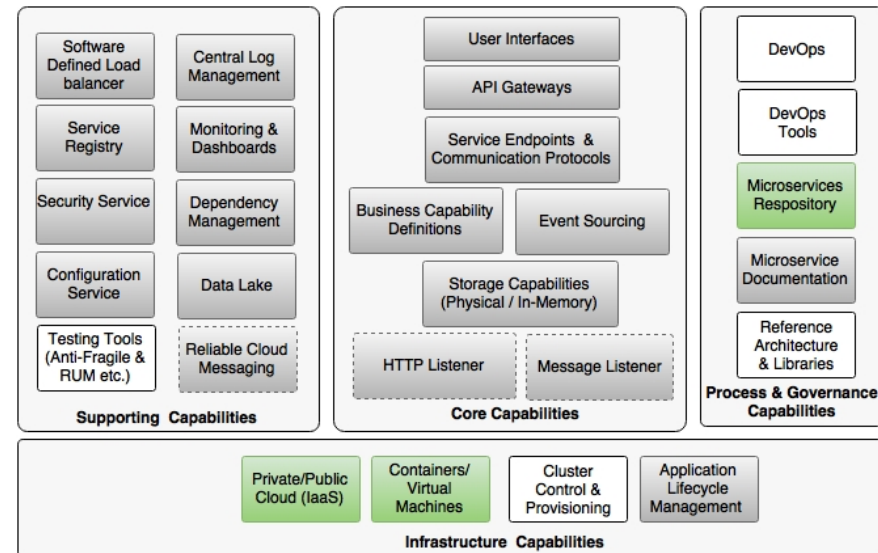 Software
Defined Load
balancer
Central Log
Management
Service
Registry
Monitoring &
Dashboards
Security Service
Dependency
Management
Configuration
Service
Data Lake
Testing Tools
(Anti-Fragile &
RUM etc.)
Reliable Cloud
Messaging
Supporting Capabilities
User Interfaces
API Gateways
Service Endpoints &
Communication Protocols
Business Capability
Definitions
Event Sourcing
Storage Capabilities
(Physical / In-Memory)
HTTP Listener
Message Listener
Core Capabilities
DevOps
DevOps
Tools
Microservices
Respository
Microservice
Documentation
Reference
Architecture
& Libraries
Process & Governance
Capabilities
Private/Public
Cloud (IaaS)
Containers/
Virtual
Machines
Cluster
Control &
Provisioning
Application
Lifecycle
Management
Infrastructure Capabilities